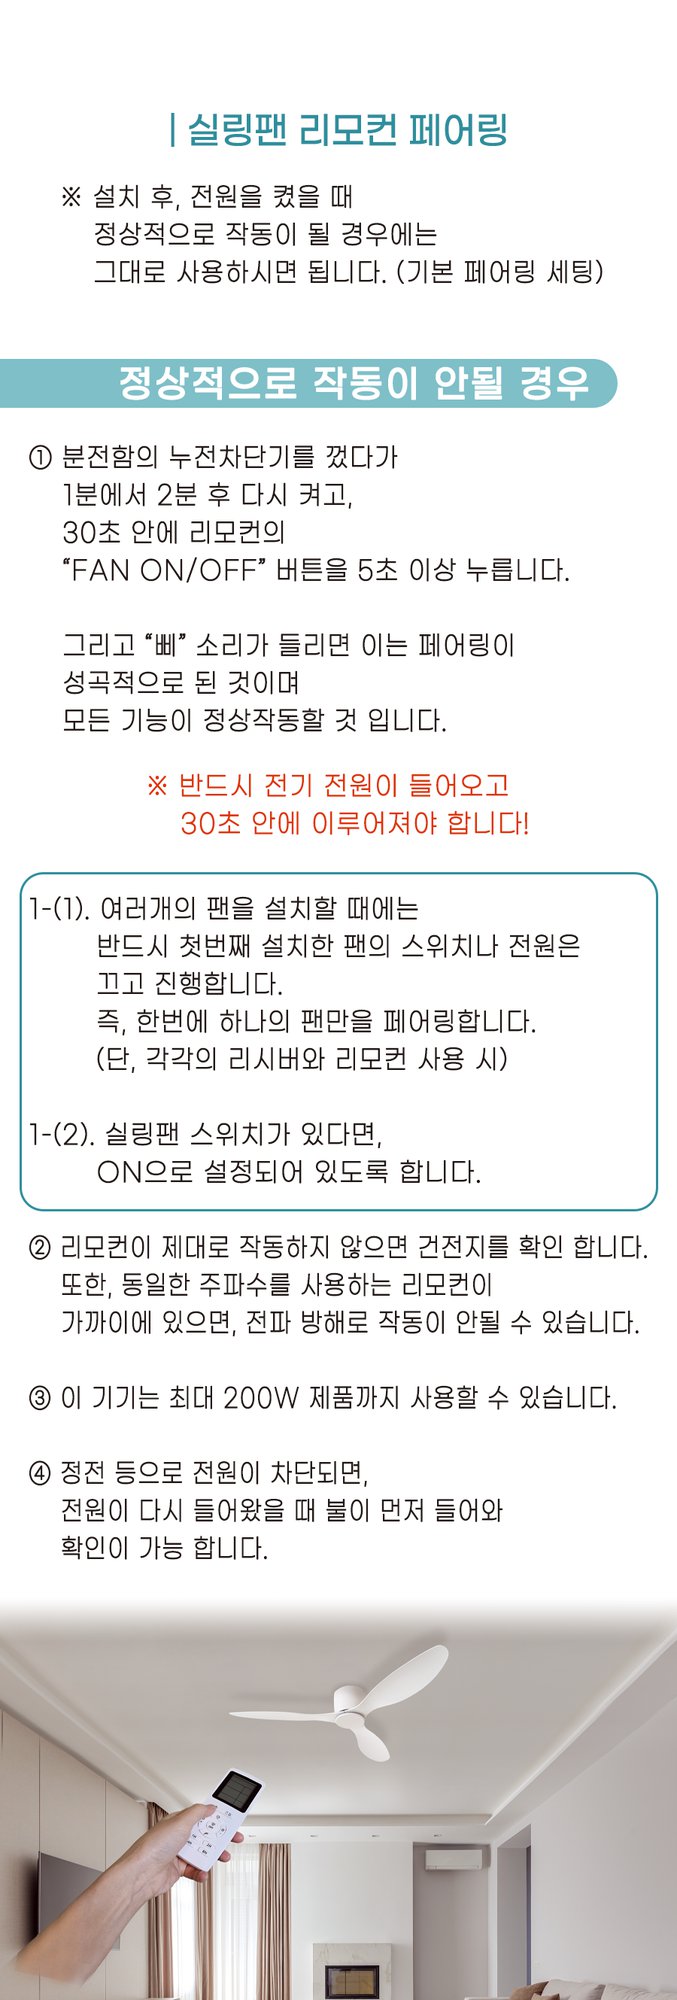 | 실링팬 리모컨 페어링
※ 설치 후, 전원을 켰을 때
정상적으로 작동이 될 경우에는
그대로 사용하시면 됩니다. (기본 페어링 세팅)
정상적으로 작동이 안될 경우
① 분전함의 누전차단기를 껐다가
1분에서 2분 후 다시 켜고,
30초 안에 리모컨의
“FAN ON/OFF” 버튼을 5초 이상 누릅니다.
그리고 “삐” 소리가 들리면 이는 페어링이
성곡적으로 된 것이며
모든 기능이 정상작동할 것 입니다.
※ 반드시 전기 전원이 들어오고
30초 안에 이루어져야 합니다!
1-(1). 여러개의 팬을 설치할 때에는
반드시 첫번째 설치한 팬의 스위치나 전원은
끄고 진행합니다.
즉, 한번에 하나의 팬만을 페어링합니다.
(단, 각각의 리시버와 리모컨 사용 시)
1-(2). 실링팬 스위치가 있다면,
ON으로 설정되어 있도록 합니다.
② 리모컨이 제대로 작동하지 않으면 건전지를 확인 합니다.
또한, 동일한 주파수를 사용하는 리모컨이
가까이에 있으면, 전파 방해로 작동이 안될 수 있습니다.
③ 이 기기는 최대 200W 제품까지 사용할 수 있습니다.
④ 정전 등으로 전원이 차단되면,
전원이 다시 들어왔을 때 불이 먼저 들어와
확인이 가능 합니다.